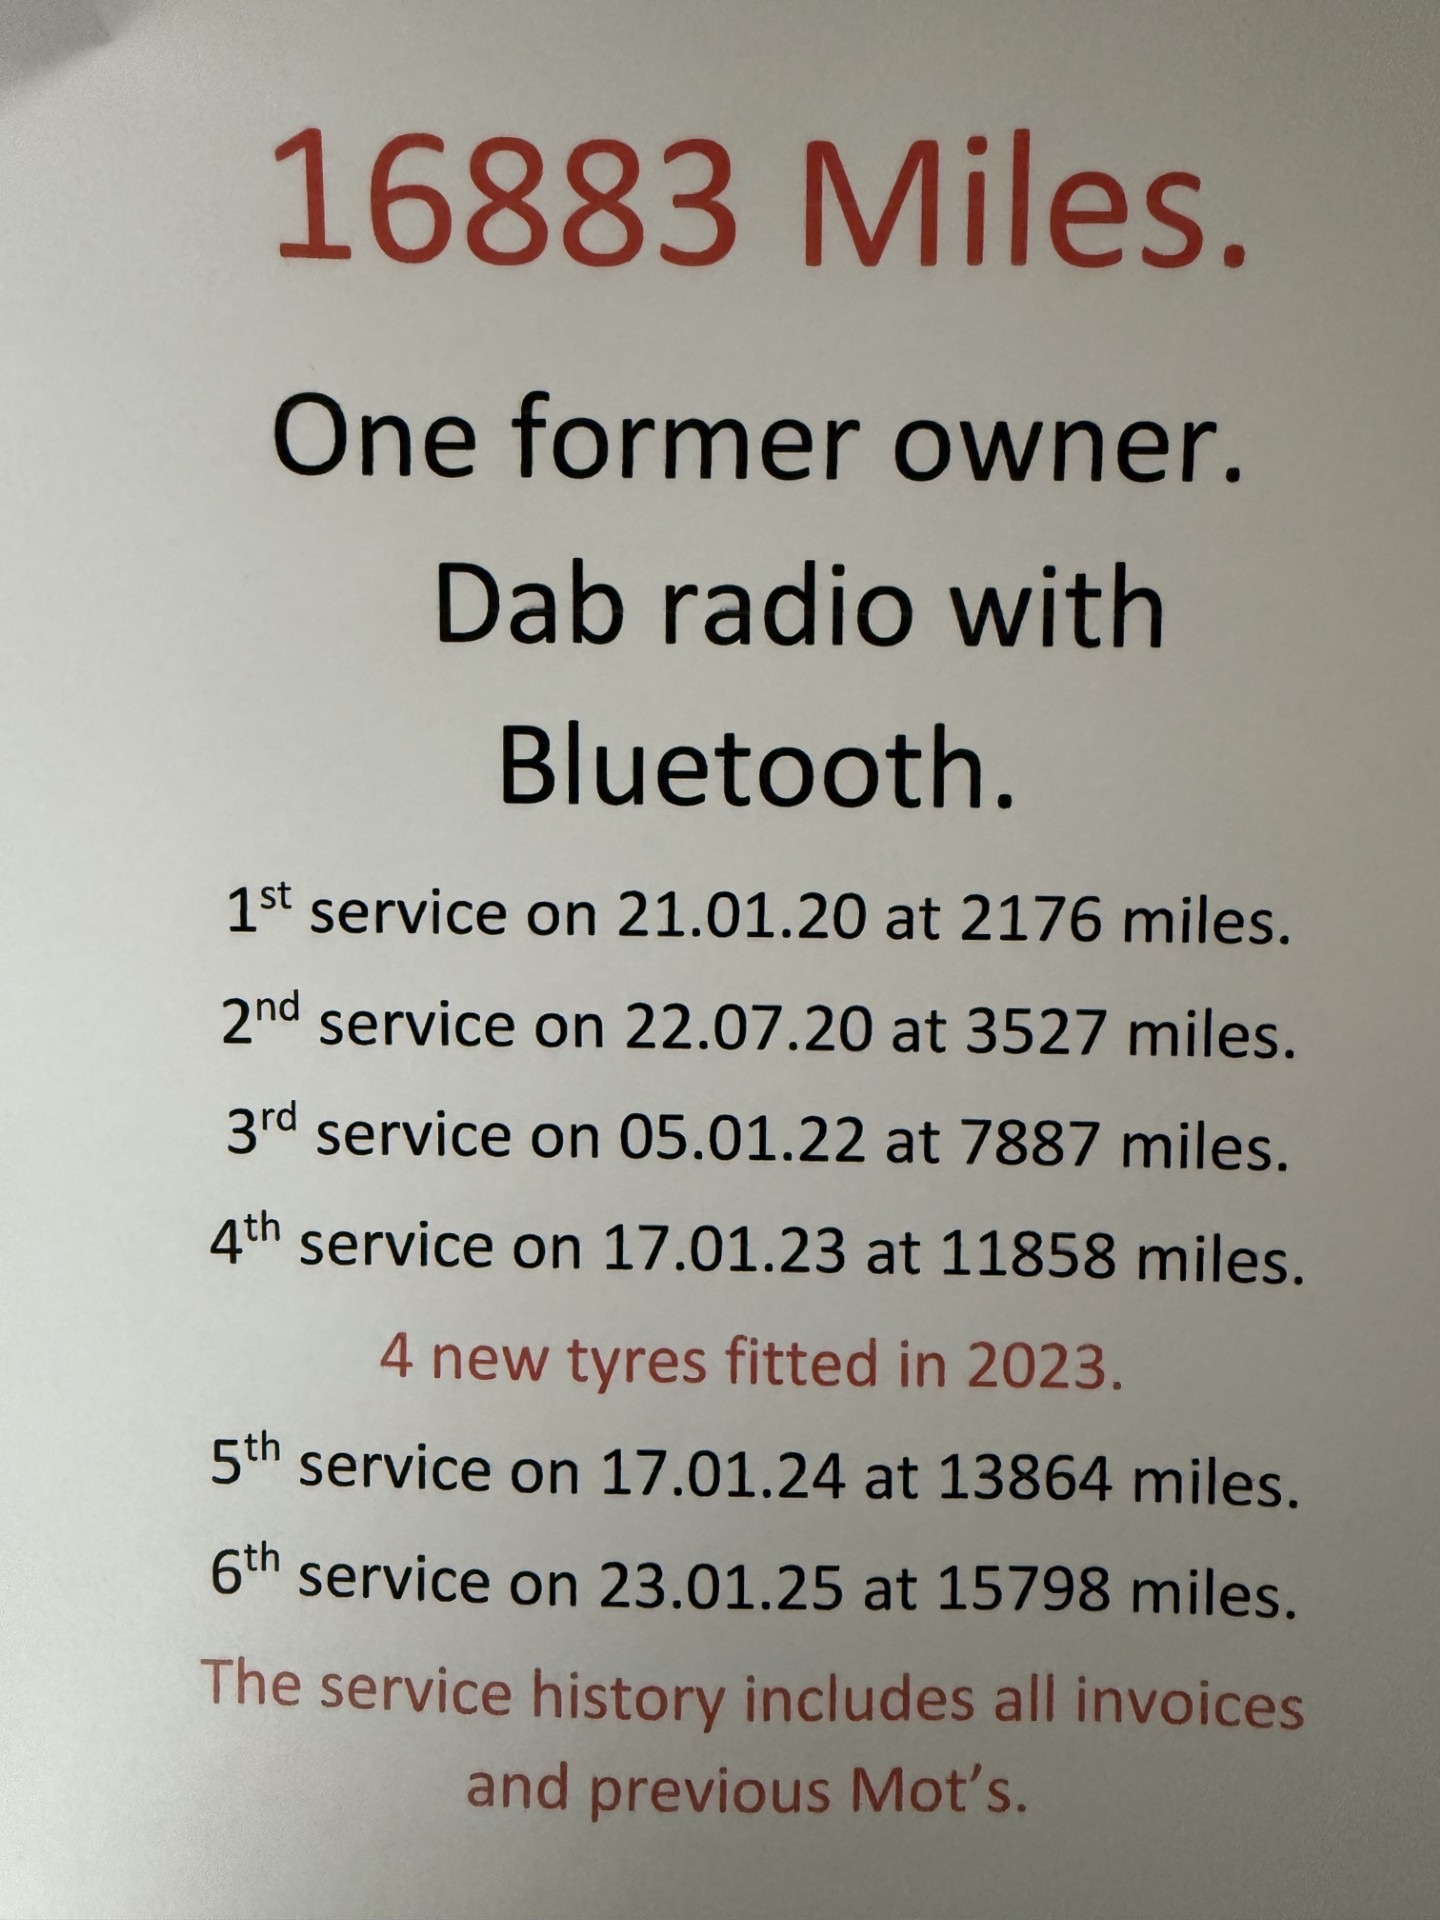 16883 Miles.
One former owner.
Dab radio with
Bluetooth.
1st service on 21.01.20 at 2176 miles.
2nd service on 22.07.20 at 3527 miles.
3rd service on 05.01.22 at 7887 miles.
4th service on 17.01.23 at 11858 miles.
4 new tyres fitted in 2023.
5th service on 17.01.24 at 13864 miles.
6th service on 23.01.25 at 15798 miles.
The service history includes all invoices
and previous Mot’s.